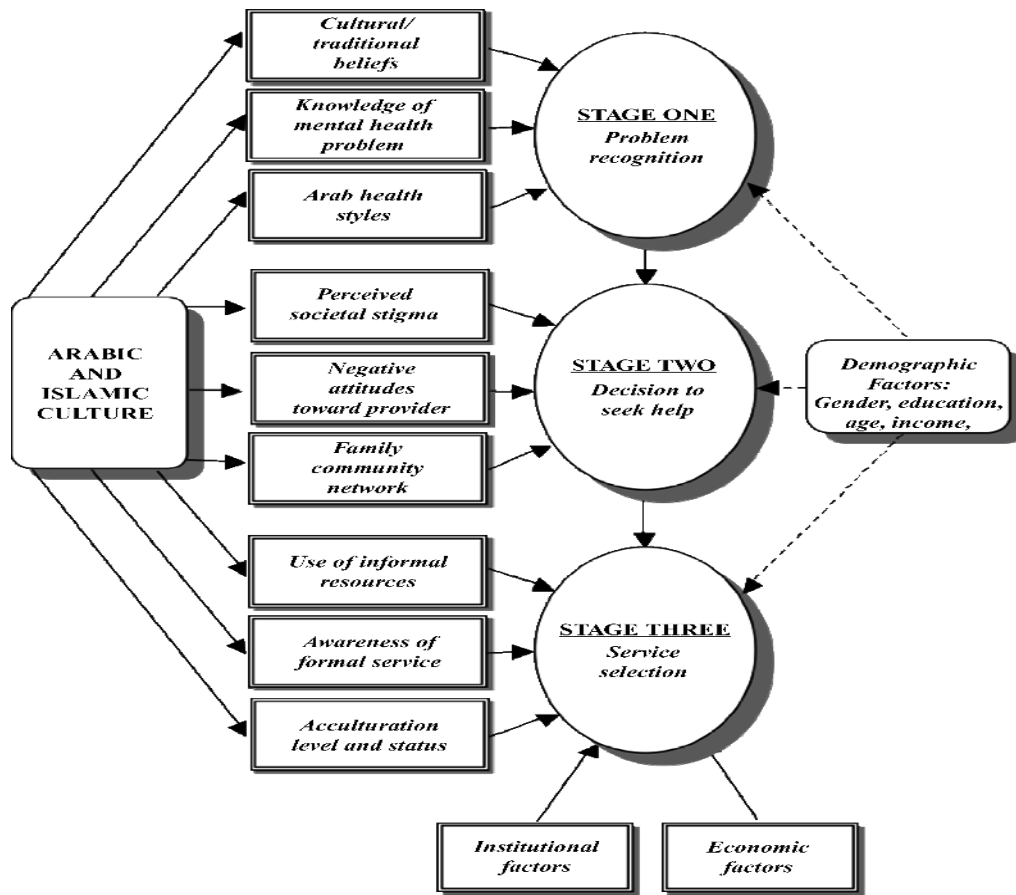 Cultural/
traditional
beliefs
Knowledge of
mental health
problem
Arab health
styles
STAGE ONE
Problem
recognition
ARABIC
AND
ISLAMIC
CULTURE
Perceived
societal stigma
Negative
attitudes
toward provider
Family
community
network
STAGE TWO
Decision to
seek help
Demographic
Factors:
Gender, education,
age, income,
Use of informal
resources
Awareness of
formal service
Acculturation
level and status
STAGE THREE
Service
selection
Institutional
factors
Economic
factors